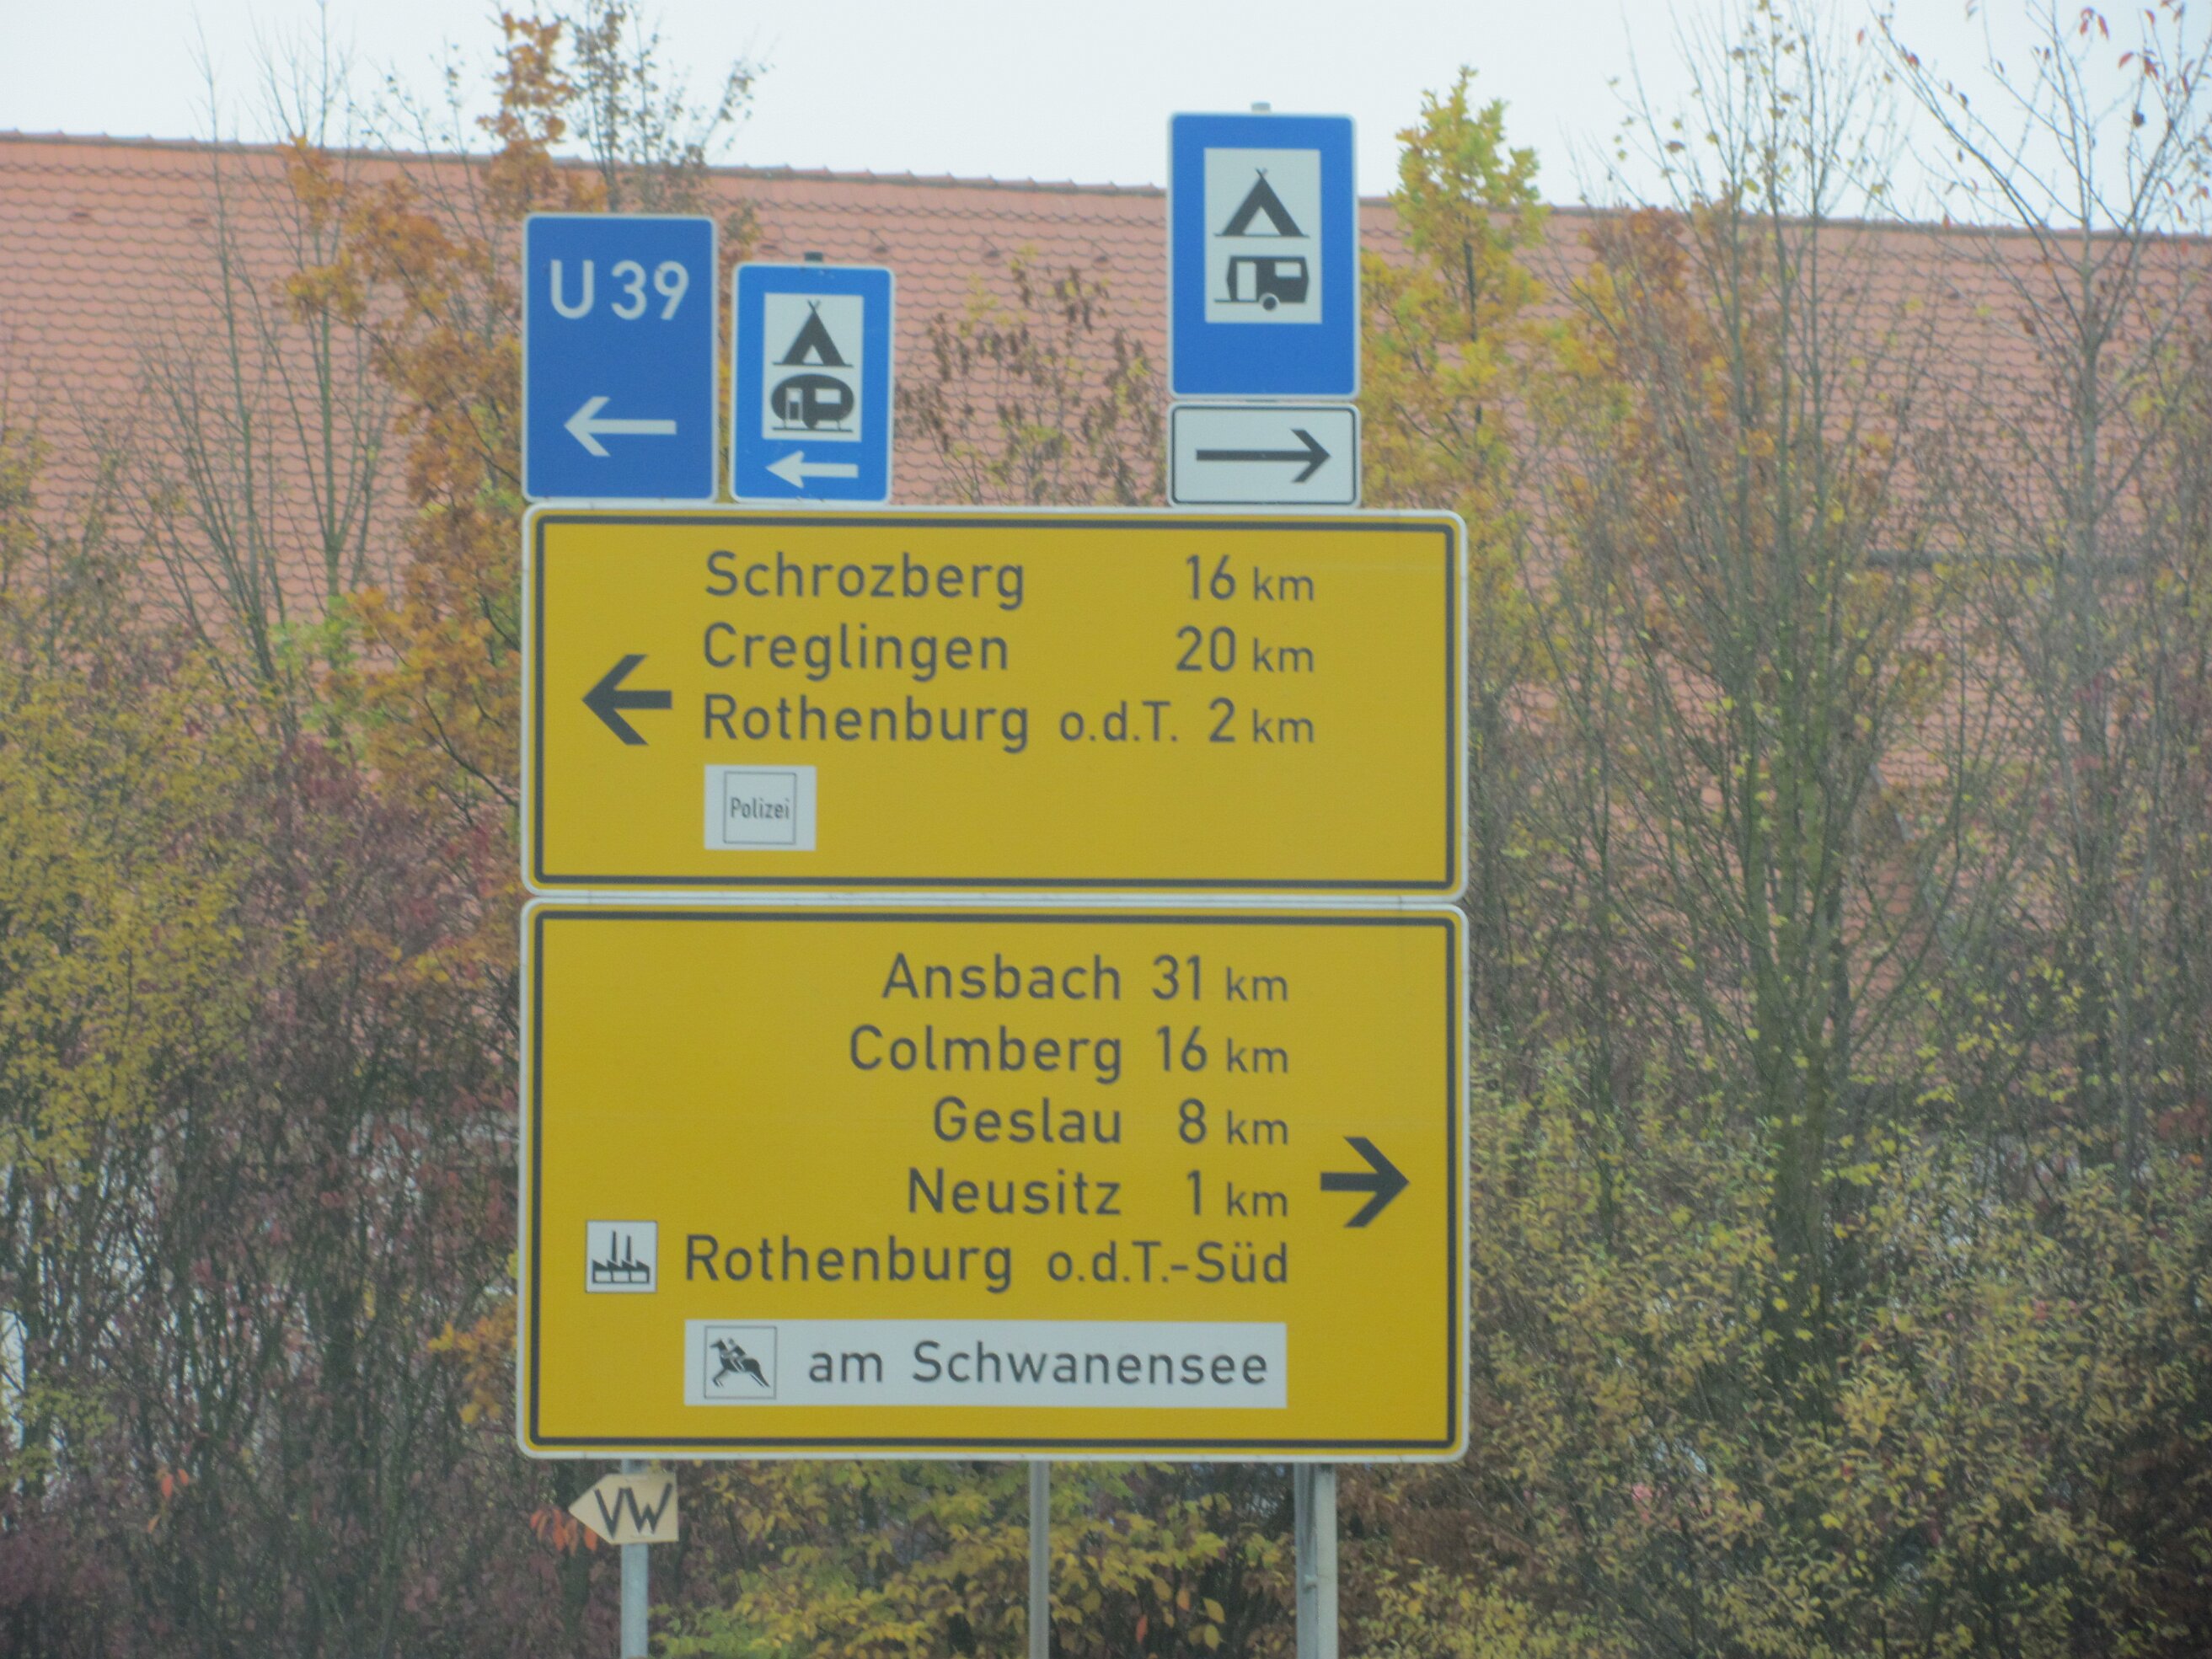 U 39
Schrozberg 16 km
Creglingen 20 km
Rothenburg o.d.T. 2 km
Polizei
Ansbach 31 km
Colmberg 16 km
Geslau 8 km
Neusitz 1 km
Rothenburg o.d.T.-Süd
am Schwanensee
VW